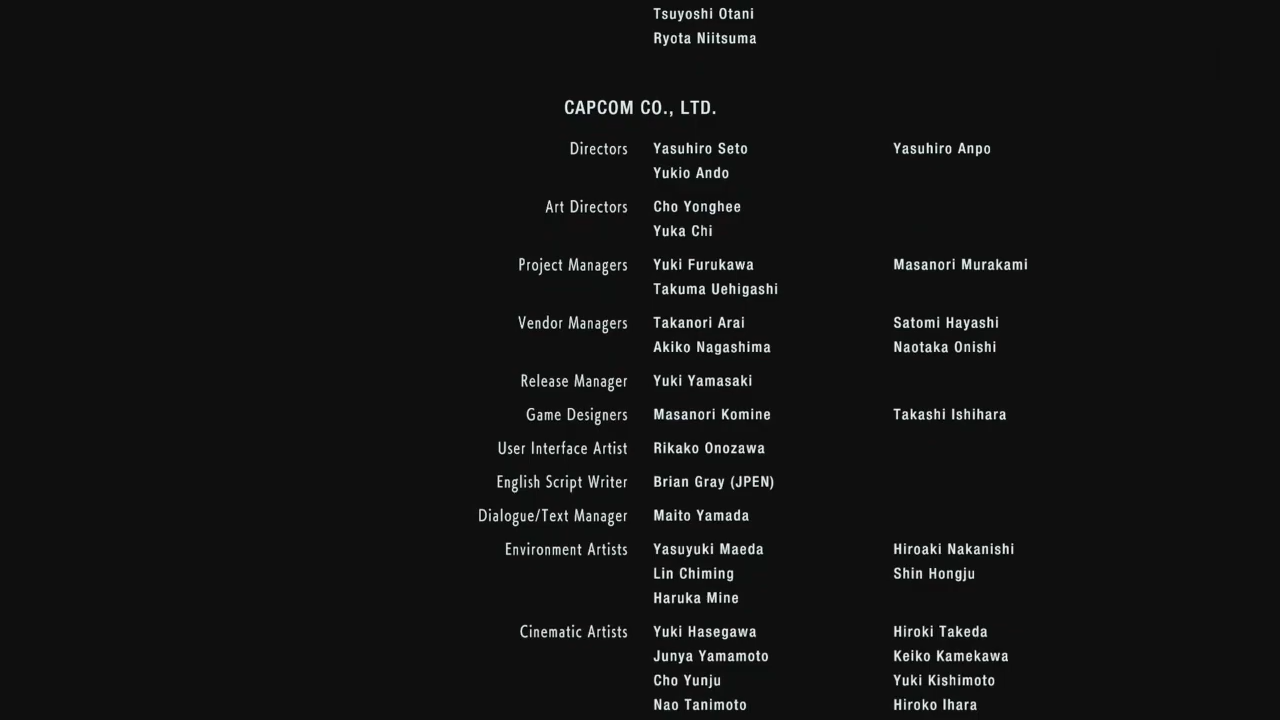 Tsuyoshi Otani
Ryota Niitsuma
CAPCOM CO., LTD.
Directors Yasuhiro Seto Yasuhiro Anpo
Yukio Ando
Art Directors Cho Yonghee
Yuka Chi
Project Managers Yuki Furukawa Masanori Murakami
Takuma Uehigashi
Vendor Managers Takanori Arai Satomi Hayashi
Akiko Nagashima Naotaka Onishi
Release Manager Yuki Yamasaki
Game Designers Masanori Komine Takashi Ishihara
User Interface Artist Rikako Onozawa
English Script Writer Brian Gray (JPEN)
Dialogue/Text Manager Maito Yamada
Environment Artists Yasuyuki Maeda Hiroaki Nakanishi
Lin Chiming Shin Hongju
Haruka Mine
Cinematic Artists Yuki Hasegawa Hiroki Takeda
Junya Yamamoto Keiko Kamekawa
Cho Yunju Yuki Kishimoto
Nao Tanimoto Hiroko Ihara